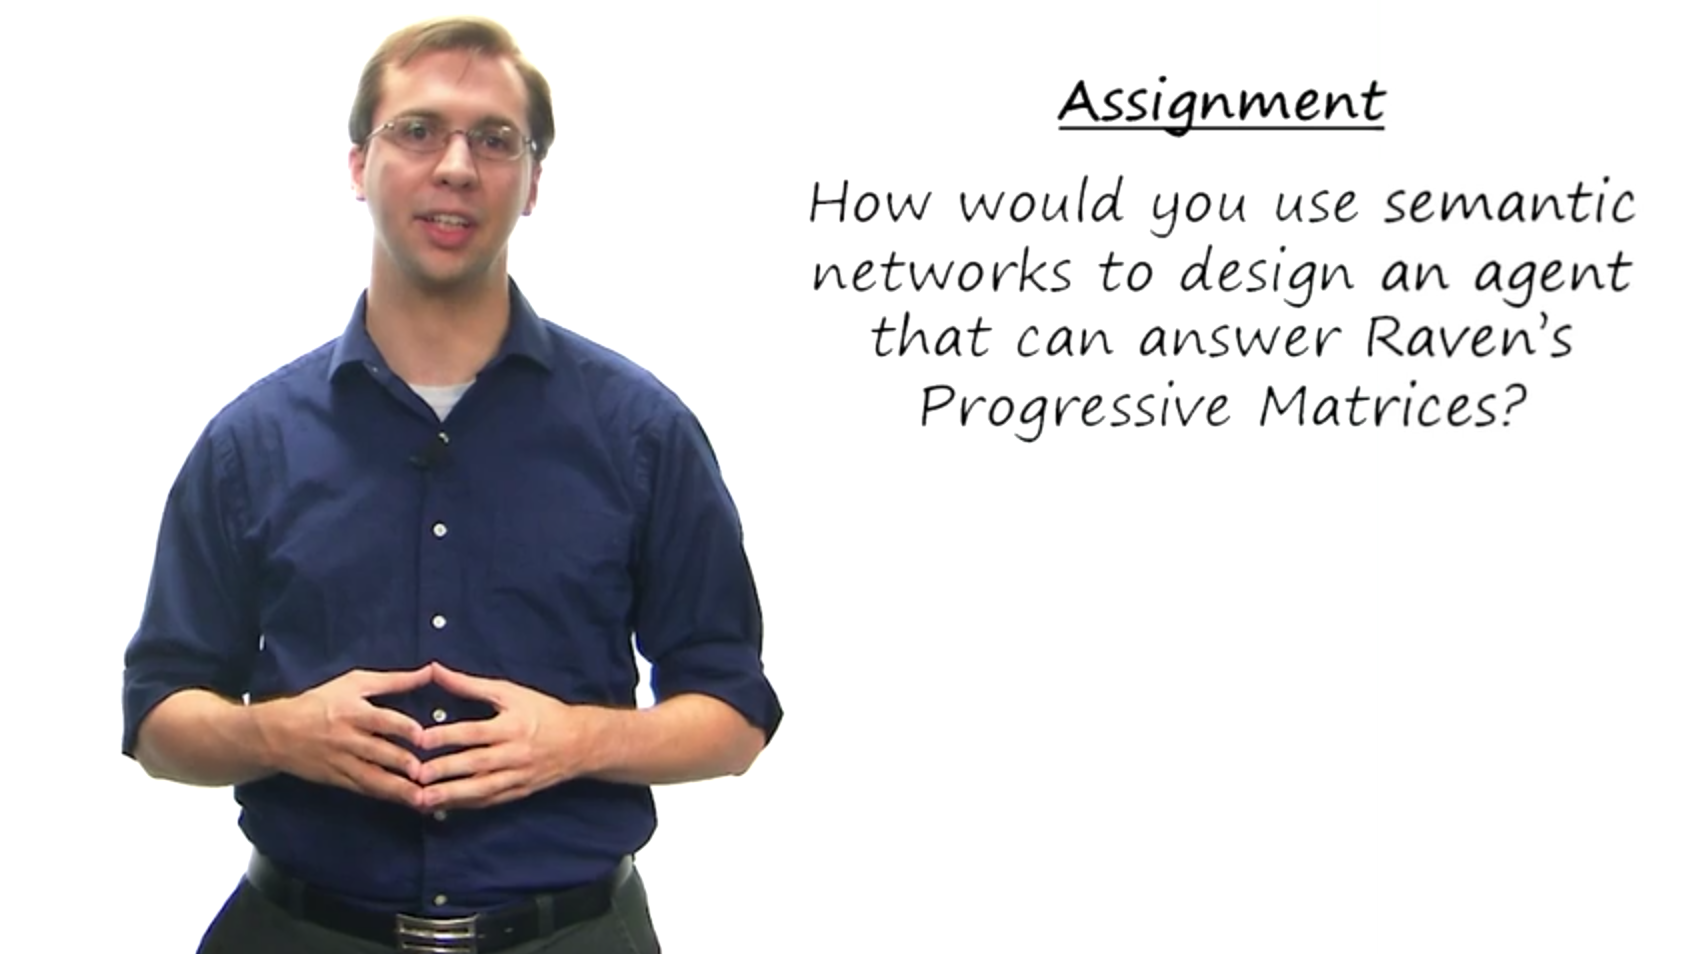 Assignment
How would you use semantic
networks to design an agent
that can answer Raven's
Progressive Matrices?